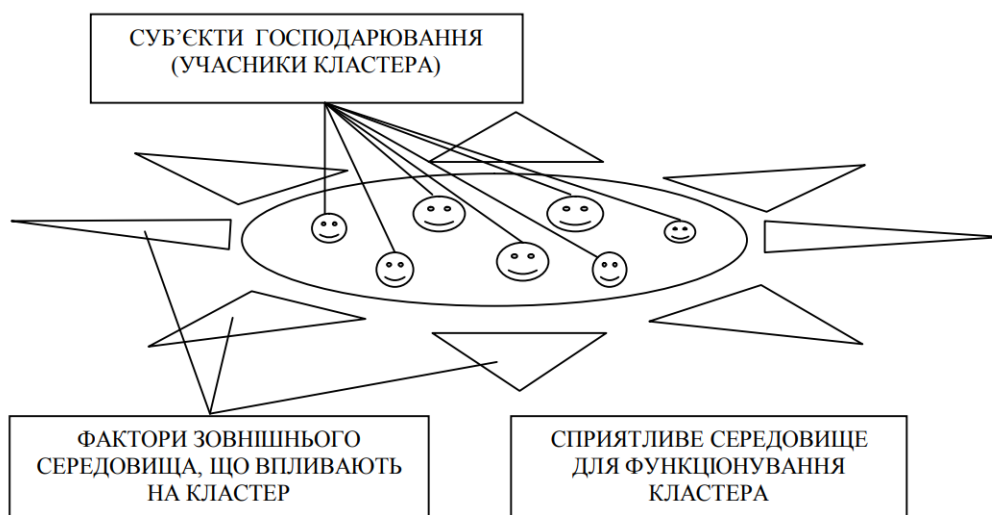 СУБ’ЄКТИ ГОСПОДАРЮВАННЯ
(УЧАСНИКИ КЛАСТЕРА)
ФАКТОРИ ЗОВНІШНЬОГО
СЕРЕДОВИЩА, ЩО ВПЛИВАЮТЬ
НА КЛАСТЕР
СПРИЯТЛИВЕ СЕРЕДОВИЩЕ
ДЛЯ ФУНКЦІОНУВАННЯ
КЛАСТЕРА